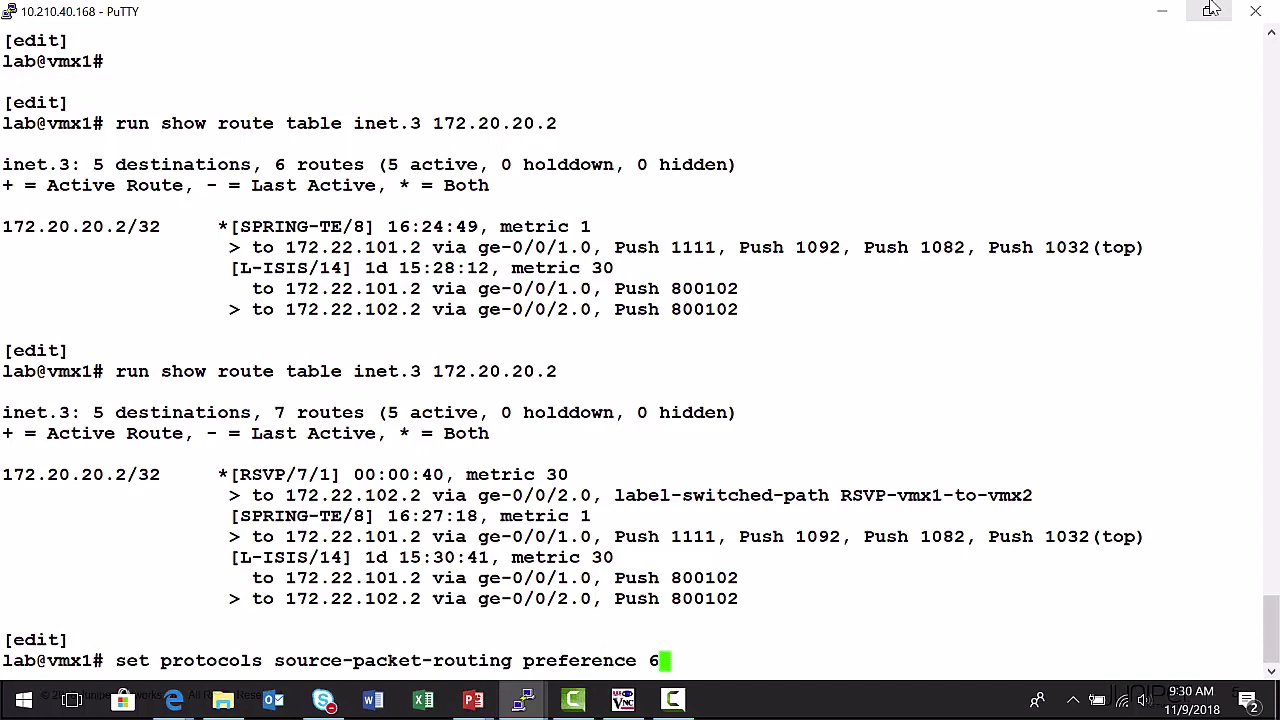 10.210.40.168 - PuTTY
[edit]
lab@vmx1#
[edit]
lab@vmx1# run show route table inet.3 172.20.20.2
inet.3: 5 destinations, 6 routes (5 active, 0 holddown, 0 hidden)
+ = Active Route, - = Last Active, * = Both
172.20.20.2/32     *[SPRING-TE/8] 16:24:49, metric 1
> to 172.22.101.2 via ge-0/0/1.0, Push 1111, Push 1092, Push 1082, Push 1032(top)
[L-ISIS/14] 1d 15:28:12, metric 30
to 172.22.101.2 via ge-0/0/1.0, Push 800102
> to 172.22.102.2 via ge-0/0/2.0, Push 800102
[edit]
lab@vmx1# run show route table inet.3 172.20.20.2
inet.3: 5 destinations, 7 routes (5 active, 0 holddown, 0 hidden)
+ = Active Route, - = Last Active, * = Both
172.20.20.2/32     *[RSVP/7/1] 00:00:40, metric 30
> to 172.22.102.2 via ge-0/0/2.0, label-switched-path RSVP-vmx1-to-vmx2
[SPRING-TE/8] 16:27:18, metric 1
> to 172.22.101.2 via ge-0/0/1.0, Push 1111, Push 1092, Push 1082, Push 1032(top)
[L-ISIS/14] 1d 15:30:41, metric 30
to 172.22.101.2 via ge-0/0/1.0, Push 800102
> to 172.22.102.2 via ge-0/0/2.0, Push 800102
[edit]
lab@vmx1# set protocols source-packet-routing preference 6
9:30 AM
11/9/2018
2